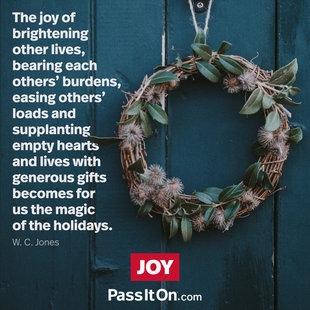 The joy of
brightening
other lives,
bearing each
others’ burdens,
easing others’
loads and
supplanting
empty hearts
and lives with
generous gifts
becomes for
us the magic
of the holidays.
W. C. Jones
JOY
PassItOn.com